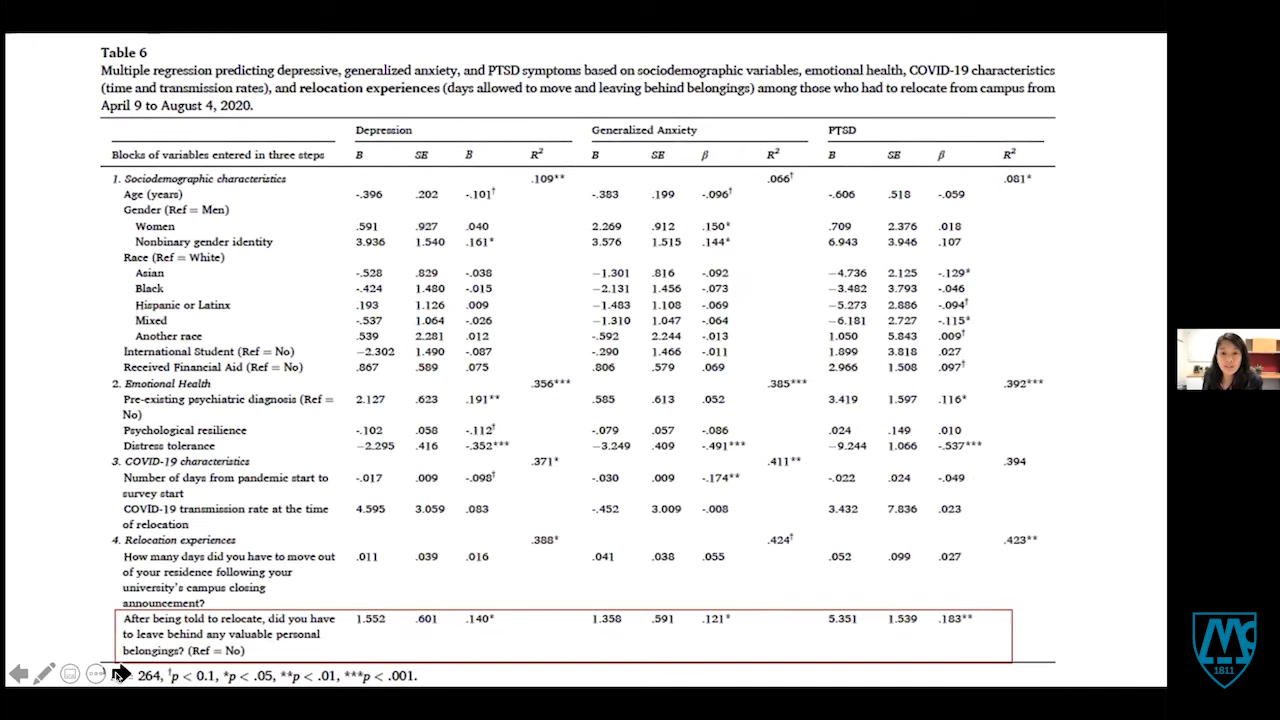 Table 6
Multiple regression predicting depressive, generalized anxiety, and PTSD symptoms based on sociodemographic variables, emotional health, COVID-19 characteristics
(time and transmission rates), and relocation experiences (days allowed to move and leaving behind belongings) among those who had to relocate from campus from
April 9 to August 4, 2020.
Depression Generalized Anxiety PTSD
Blocks of variables entered in three steps B SE B R² B SE β R² B SE β R²
1. Sociodemographic characteristics .109** .066† .081*
Age (years) -.396 .202 -.101† -.383 .199 -.096† -.606 .518 -.059
Gender (Ref = Men)
Women .591 .927 .040 2.269 .912 .150* .709 2.376 .018
Nonbinary gender identity 3.936 1.540 .161* 3.576 1.515 .144* 6.943 3.946 .107
Race (Ref = White)
Asian -.528 .829 -.038 −1.301 .816 -.092 −4.736 2.125 -.129*
Black -.424 1.480 -.015 −2.131 1.456 -.073 −3.482 3.793 -.046
Hispanic or Latinx .193 1.126 .009 −1.483 1.108 -.069 −5.273 2.886 -.094†
Mixed -.537 1.064 -.026 −1.310 1.047 -.064 −6.181 2.727 -.115*
Another race .539 2.281 .012 -.592 2.244 -.013 1.050 5.843 .009†
International Student (Ref = No) −2.302 1.490 -.087 -.290 1.466 -.011 1.899 3.818 .027
Received Financial Aid (Ref = No) .867 .589 .075 .806 .579 .069 2.966 1.508 .097†
2. Emotional Health .356*** .385*** .392***
Pre-existing psychiatric diagnosis (Ref = 2.127 .623 .191** .585 .613 .052 3.419 1.597 .116*
No)
Psychological resilience -.102 .058 -.112† -.079 .057 -.086 .024 .149 .010
Distress tolerance −2.295 .416 -.352*** −3.249 .409 -.491*** −9.244 1.066 -.537***
3. COVID-19 characteristics .371* .411** .394
Number of days from pandemic start to -.017 .009 -.098† -.030 .009 -.174** -.022 .024 -.049
survey start
COVID-19 transmission rate at the time 4.595 3.059 .083 -.452 3.009 -.008 3.432 7.836 .023
of relocation
4. Relocation experiences .388* .424† .423**
How many days did you have to move out .011 .039 .016 .041 .038 .055 .052 .099 .027
of your residence following your
university's campus closing
announcement?
After being told to relocate, did you have 1.552 .601 .140* 1.358 .591 .121* 5.351 1.539 .183**
to leave behind any valuable personal
belongings? (Ref = No)
= 264, †p < 0.1, *p < .05, **p < .01, ***p < .001.
1811